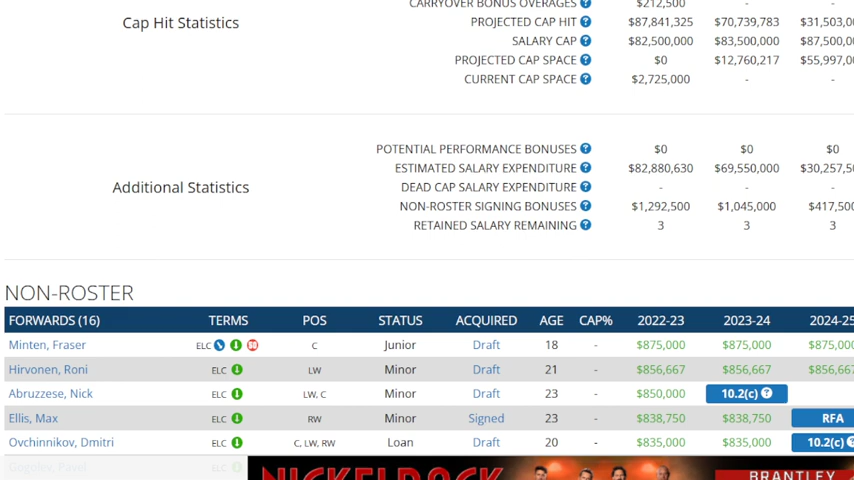 CARRYOVER BONUS OVERAGES $212,500 - -
Cap Hit Statistics
PROJECTED CAP HIT $87,841,325 $70,739,783 $31,503,0
SALARY CAP $82,500,000 $83,500,000 $87,500,0
PROJECTED CAP SPACE $0 $12,760,217 $55,997,0
CURRENT CAP SPACE $2,725,000 - -
POTENTIAL PERFORMANCE BONUSES $0 $0 $0
ESTIMATED SALARY EXPENDITURE $82,880,630 $69,550,000 $30,257,5
Additional Statistics
DEAD CAP SALARY EXPENDITURE - - -
NON-ROSTER SIGNING BONUSES $1,292,500 $1,045,000 $417,50
RETAINED SALARY REMAINING 3 3 3
NON-ROSTER
FORWARDS (16) TERMS POS STATUS ACQUIRED AGE CAP% 2022-23 2023-24 2024-25
Minten, Fraser ELC C Junior Draft 18 - $875,000 $875,000 $875,00
Hirvonen, Roni ELC LW Minor Draft 21 - $856,667 $856,667 $856,66
Abruzzese, Nick ELC LW, C Minor Draft 23 - $850,000 10.2(c) ?
Ellis, Max ELC RW Minor Signed 23 - $838,750 $838,750 RFA
Ovchinnikov, Dmitri ELC C, LW, RW Loan Draft 20 - $835,000 $835,000 10.2(c)
Gogolev, Pavel ELC
NICKELBACK
BRANTLEY